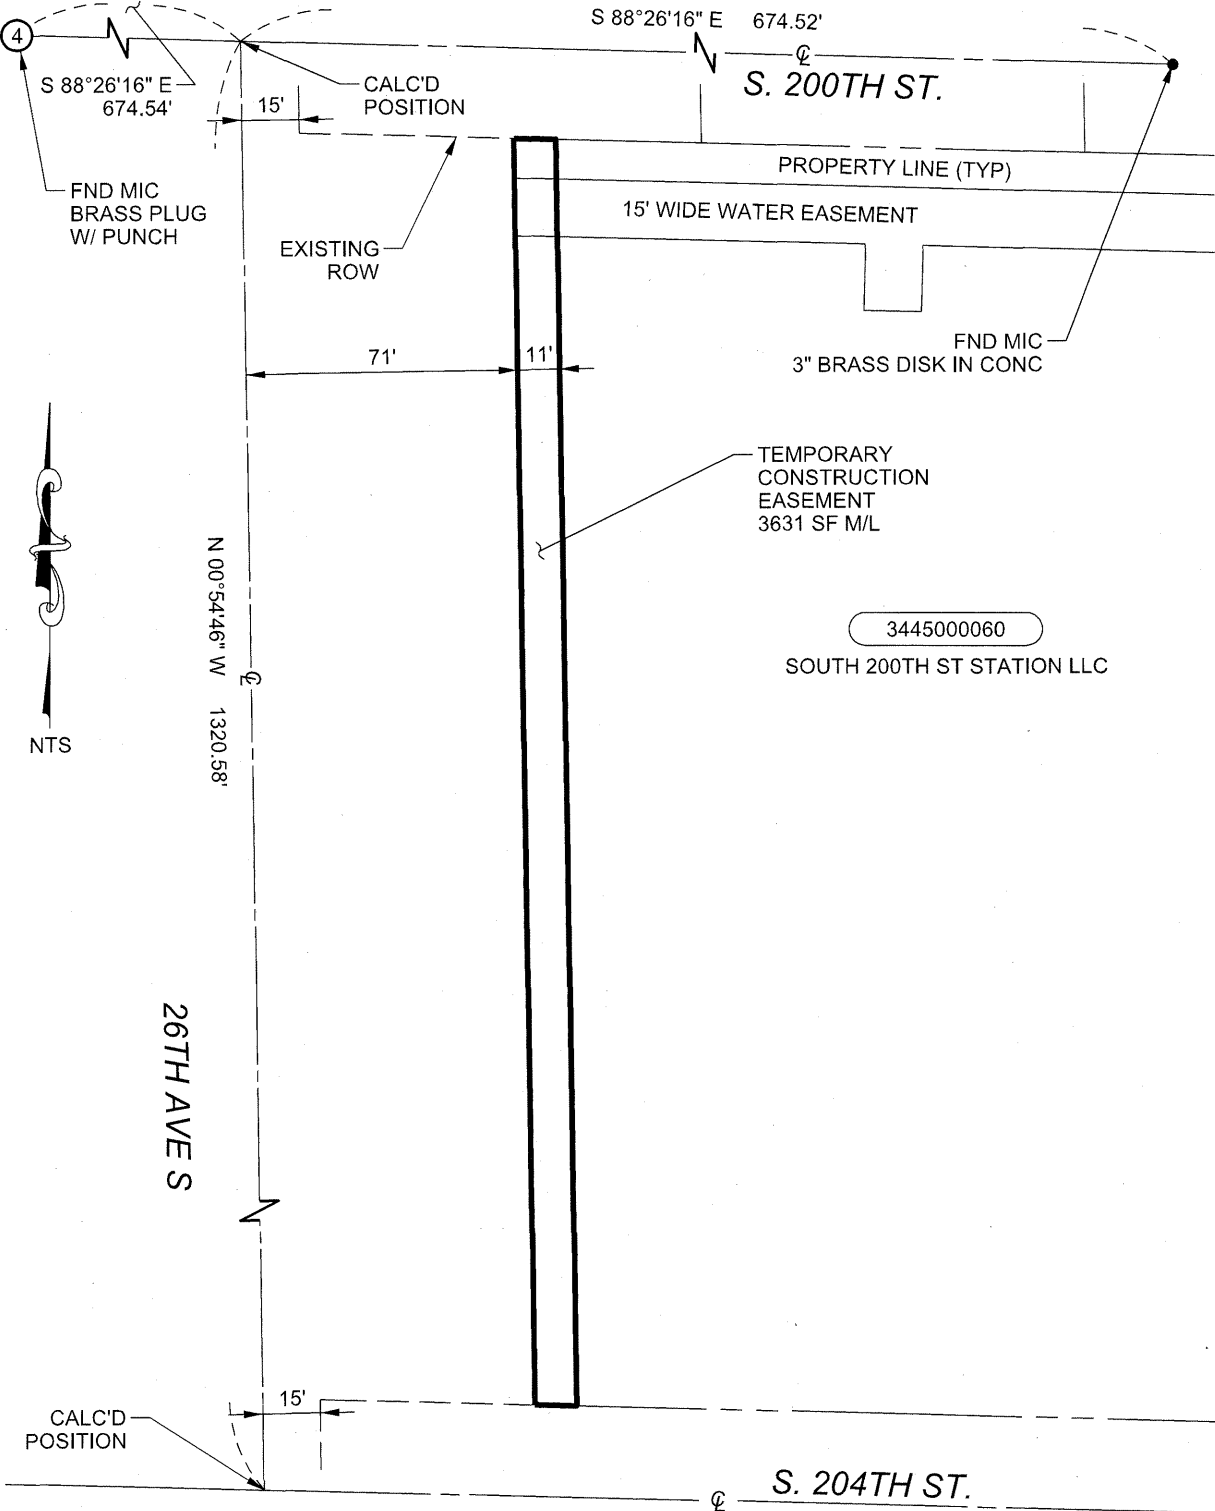 S 88°26'16" E 674.52'
4
S 88°26'16" E
674.54'
CALC'D
POSITION
℄
S. 200TH ST.
15'
PROPERTY LINE (TYP)
FND MIC
BRASS PLUG
W/ PUNCH
15' WIDE WATER EASEMENT
EXISTING
ROW
FND MIC
3" BRASS DISK IN CONC
71'
11'
TEMPORARY
CONSTRUCTION
EASEMENT
3631 SF M/L
N 00°54'46" W 1320.58'
℄
3445000060
SOUTH 200TH ST STATION LLC
NTS
26TH AVE S
15'
CALC'D
POSITION
℄
S. 204TH ST.